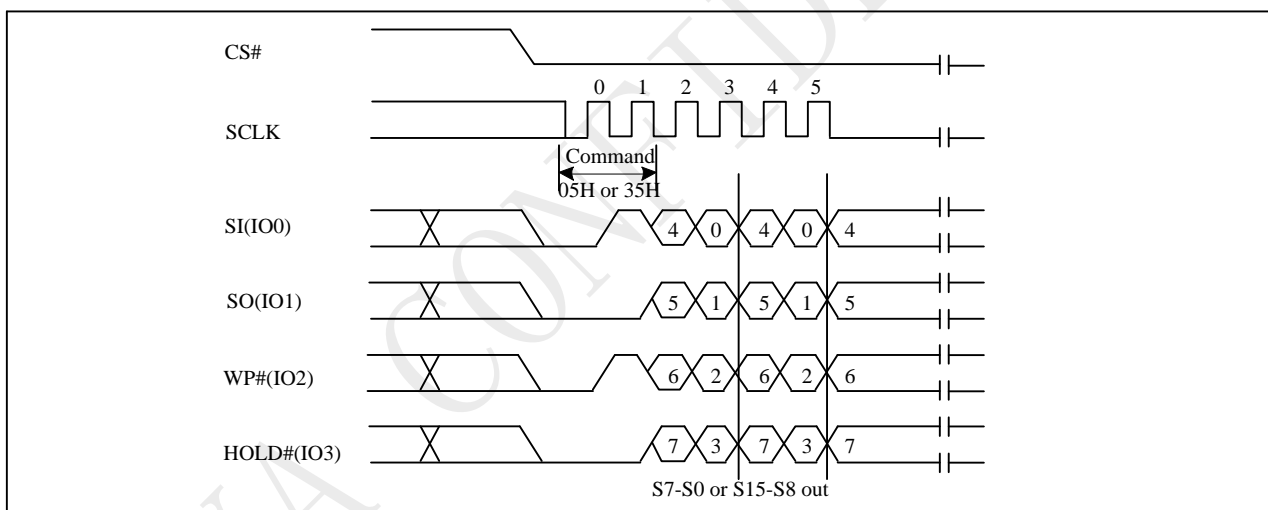 CONFIDE
NA
CS#
0 1 2 3 4 5
SCLK
Command
05H or 35H
SI(IO0) 4 0 4 0 4
SO(IO1) 5 1 5 1 5
WP#(IO2) 6 2 6 2 6
HOLD#(IO3) 7 3 7 3 7
S7-S0 or S15-S8 out